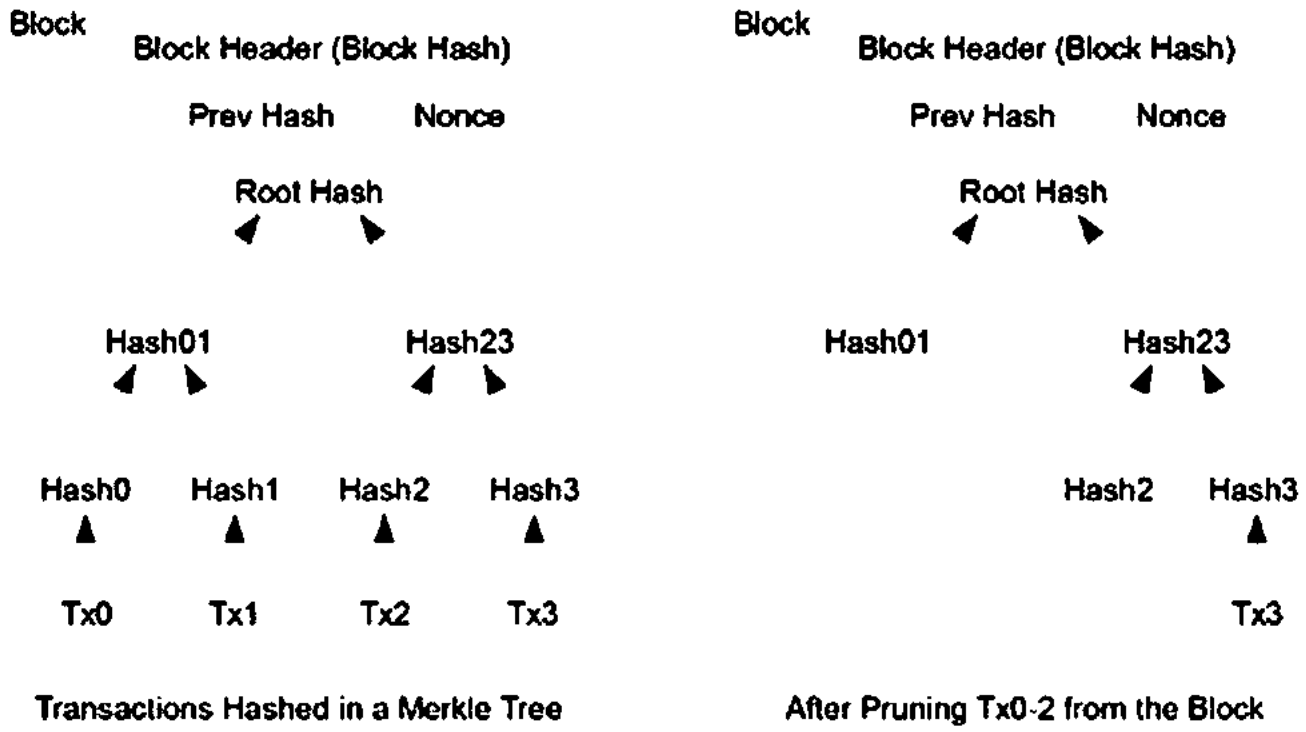 Block
Block Header (Block Hash)
Prev Hash Nonce
Root Hash
Hash01 Hash23
Hash0 Hash1 Hash2 Hash3
Tx0 Tx1 Tx2 Tx3
Transactions Hashed in a Merkle Tree
Block
Block Header (Block Hash)
Prev Hash Nonce
Root Hash
Hash01 Hash23
Hash2 Hash3
Tx3
After Pruning Tx0-2 from the Block